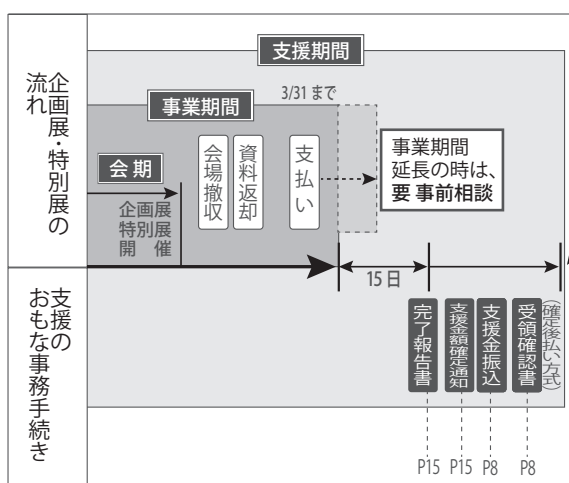 企画展・特別展の
流れ
支援期間
事業期間
3/31 まで
会 期
企画展
特別展
開　催
会場撤収
資料返却
支払い
事業期間
延長の時は、
要 事前相談
15 日
支援の
おもな事務手続き
完了報告書
支援金額確定通知
支援金振込
受領確認書
(確定後払い方式)
P15
P15
P8
P8